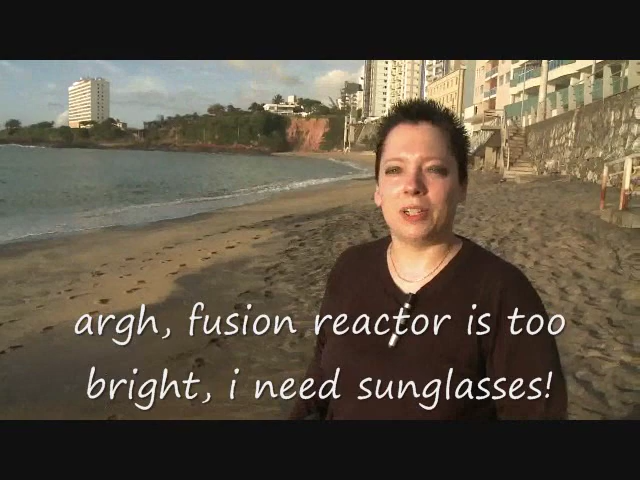 argh, fusion reactor is too
bright, i need sunglasses!